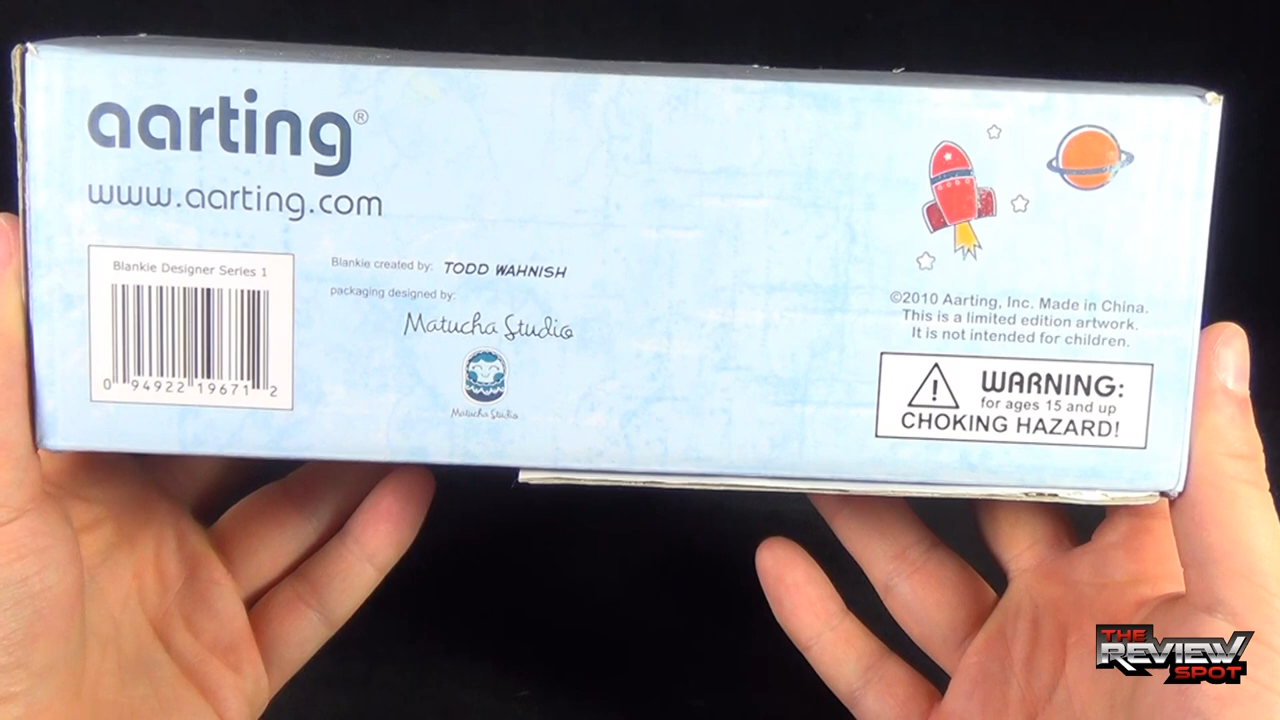 aarting®
www.aarting.com
Blankie Designer Series 1
0 94922 19671 2
Blankie created by: TODD WAHNISH
packaging designed by:
Matucha Studio
Matucha Studio
©2010 Aarting, Inc. Made in China.
This is a limited edition artwork.
It is not intended for children.
WARNING:
for ages 15 and up
CHOKING HAZARD!
THE
REVIEW
SPOT